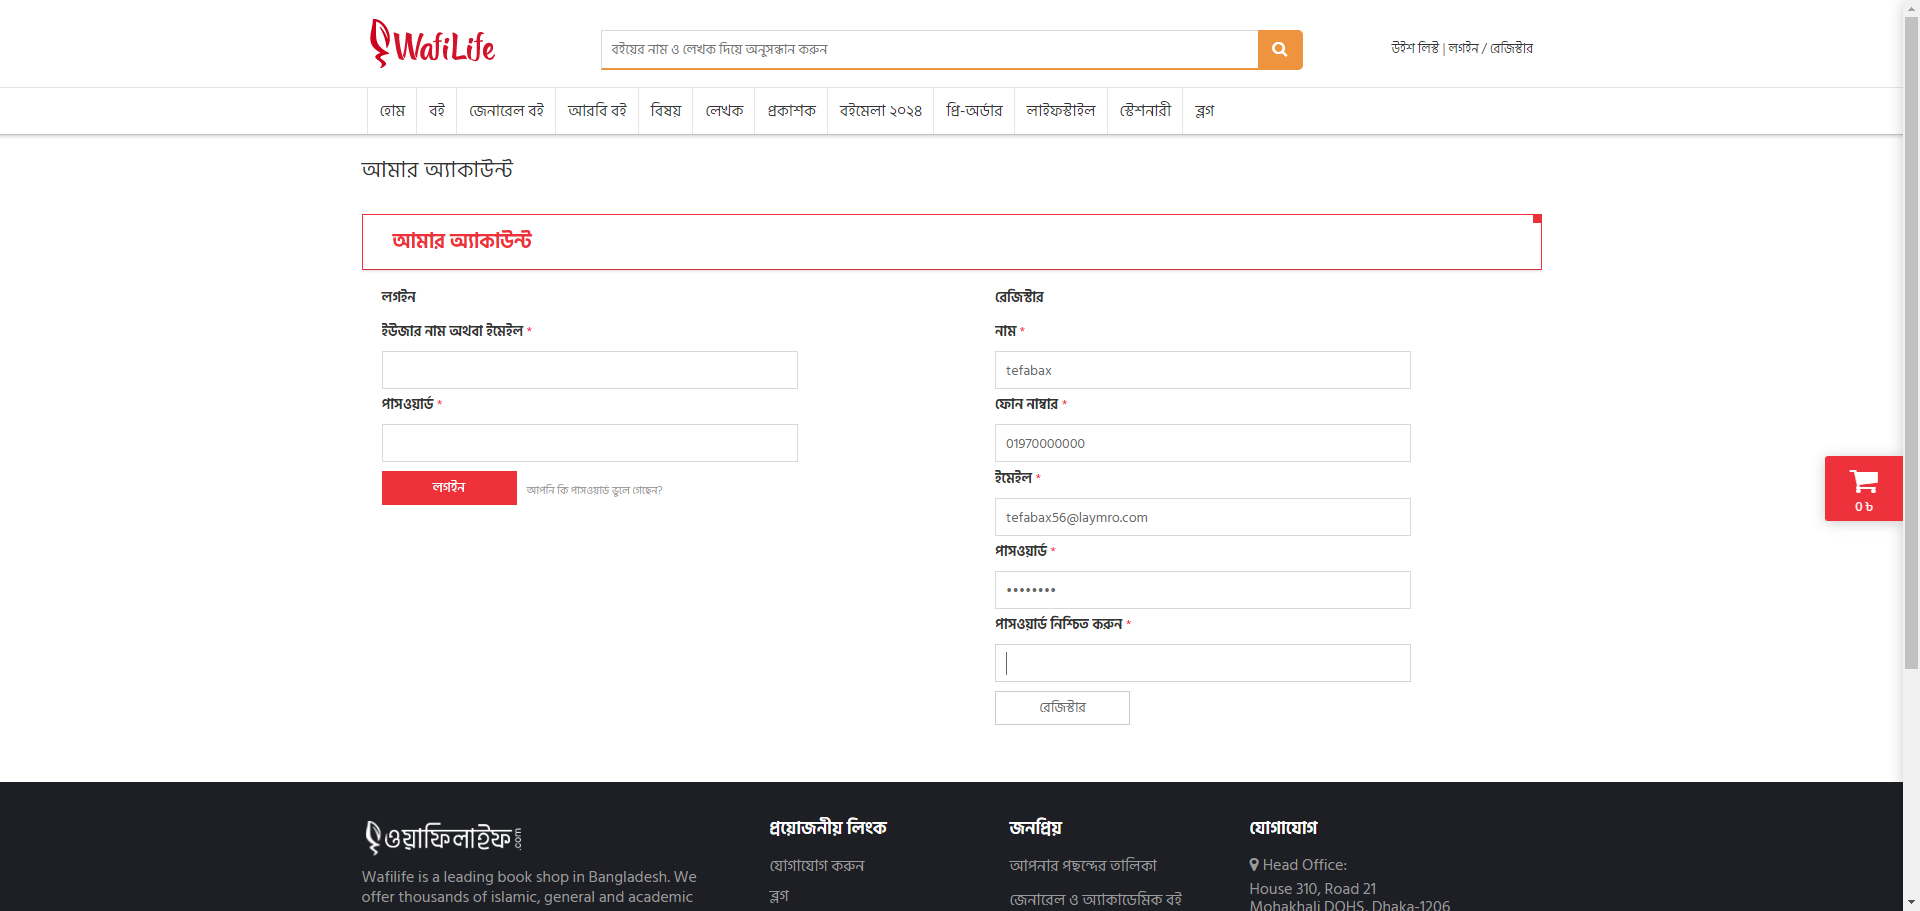 WafiLife
বইয়ের নাম ও লেখক দিয়ে অনুসন্ধান করুন
উইশ লিস্ট | লগইন / রেজিস্টার
হোম বই জেনারেল বই আরবি বই বিষয় লেখক প্রকাশক বইমেলা ২০২৪ প্রি-অর্ডার লাইফস্টাইল স্টেশনারী ব্লগ
আমার অ্যাকাউন্ট
আমার অ্যাকাউন্ট
লগইন
ইউজার নাম অথবা ইমেইল *
পাসওয়ার্ড *
লগইন
আপনি কি পাসওয়ার্ড ভুলে গেছেন?
রেজিস্টার
নাম *
tefabax
ফোন নাম্বার *
01970000000
ইমেইল *
tefabax56@laymro.com
পাসওয়ার্ড *
••••••••
পাসওয়ার্ড নিশ্চিত করুন *
রেজিস্টার
0 ৳
ওয়াফিলাইফ.com
Wafilife is a leading book shop in Bangladesh. We
offer thousands of islamic, general and academic
প্রয়োজনীয় লিংক
যোগাযোগ করুন
ব্লগ
জনপ্রিয়
আপনার পছন্দের তালিকা
জেনারেল ও অ্যাকাডেমিক বই
যোগাযোগ
Head Office:
House 310, Road 21
Mohakhali DOHS, Dhaka-1206